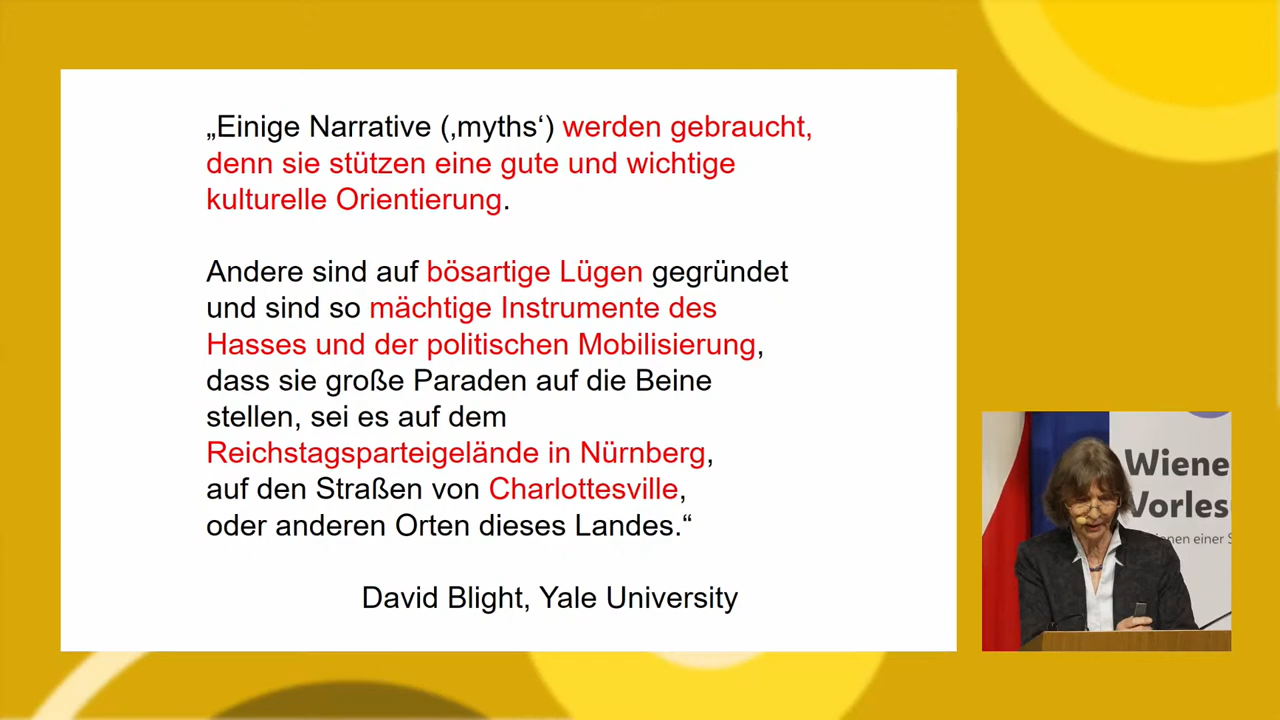 „Einige Narrative (‚myths‘) werden gebraucht,
denn sie stützen eine gute und wichtige
kulturelle Orientierung.
Andere sind auf bösartige Lügen gegründet
und sind so mächtige Instrumente des
Hasses und der politischen Mobilisierung,
dass sie große Paraden auf die Beine
stellen, sei es auf dem
Reichstagsparteigelände in Nürnberg,
auf den Straßen von Charlottesville,
oder anderen Orten dieses Landes.“
David Blight, Yale University
Wiene
Vorles
einer S